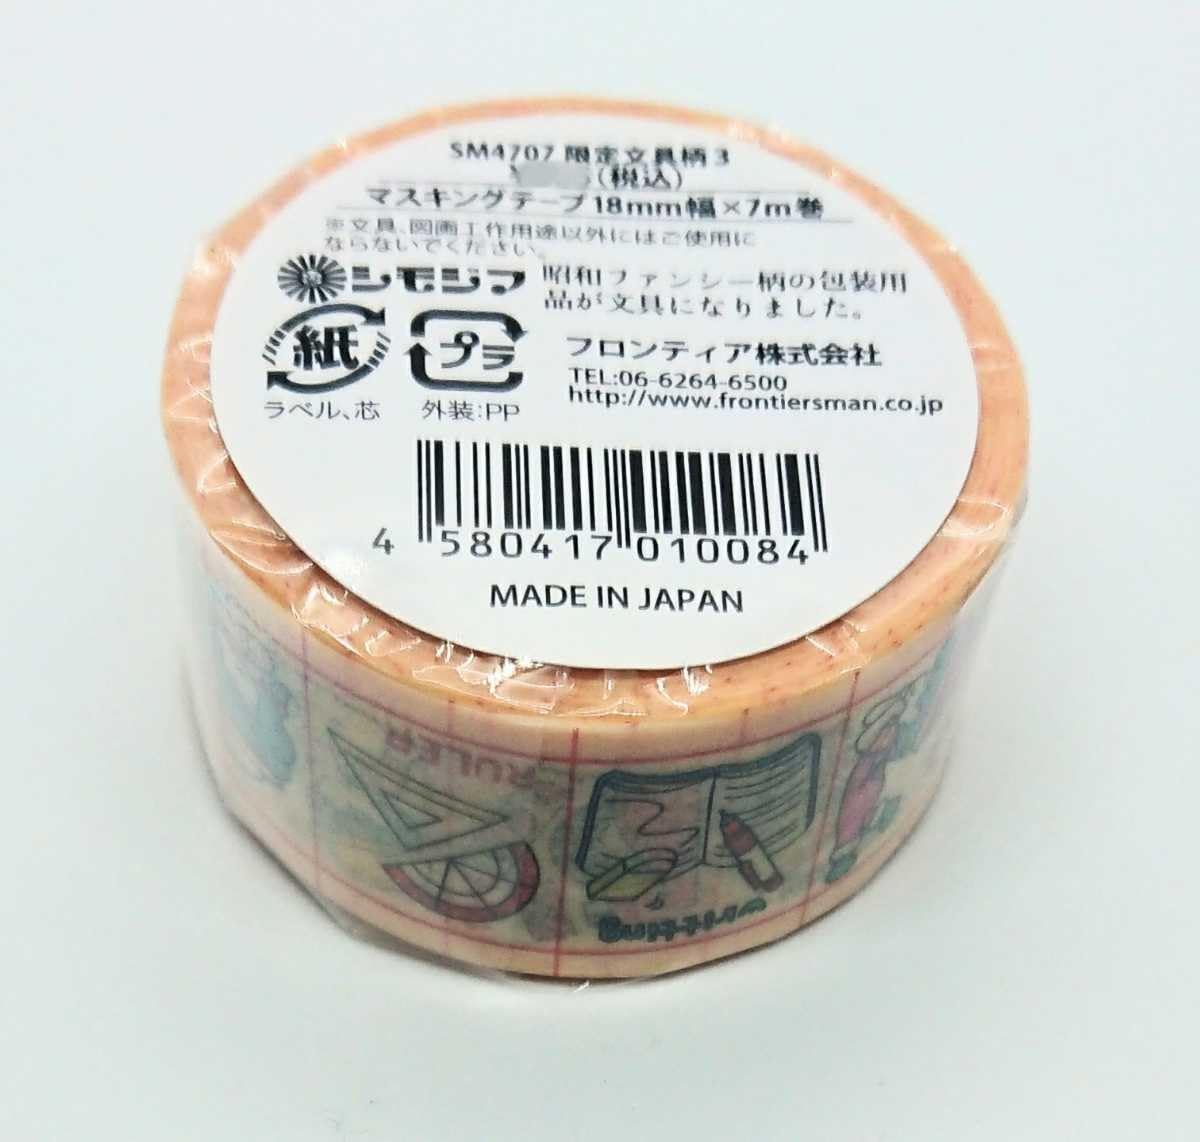 SM4707 限定文具柄 3
(税込)
マスキングテープ 18mm幅×7m巻
※文具、図画工作用途以外にはご使用に
ならないでください。
シモジマ
昭和ファンシー柄の包装用
品が文具になりました。
紙
プラ
フロンティア株式会社
TEL:06-6264-6500
http://www.frontiersman.co.jp
ラベル、芯
外装:PP
4 580417 010084
MADE IN JAPAN
RULER